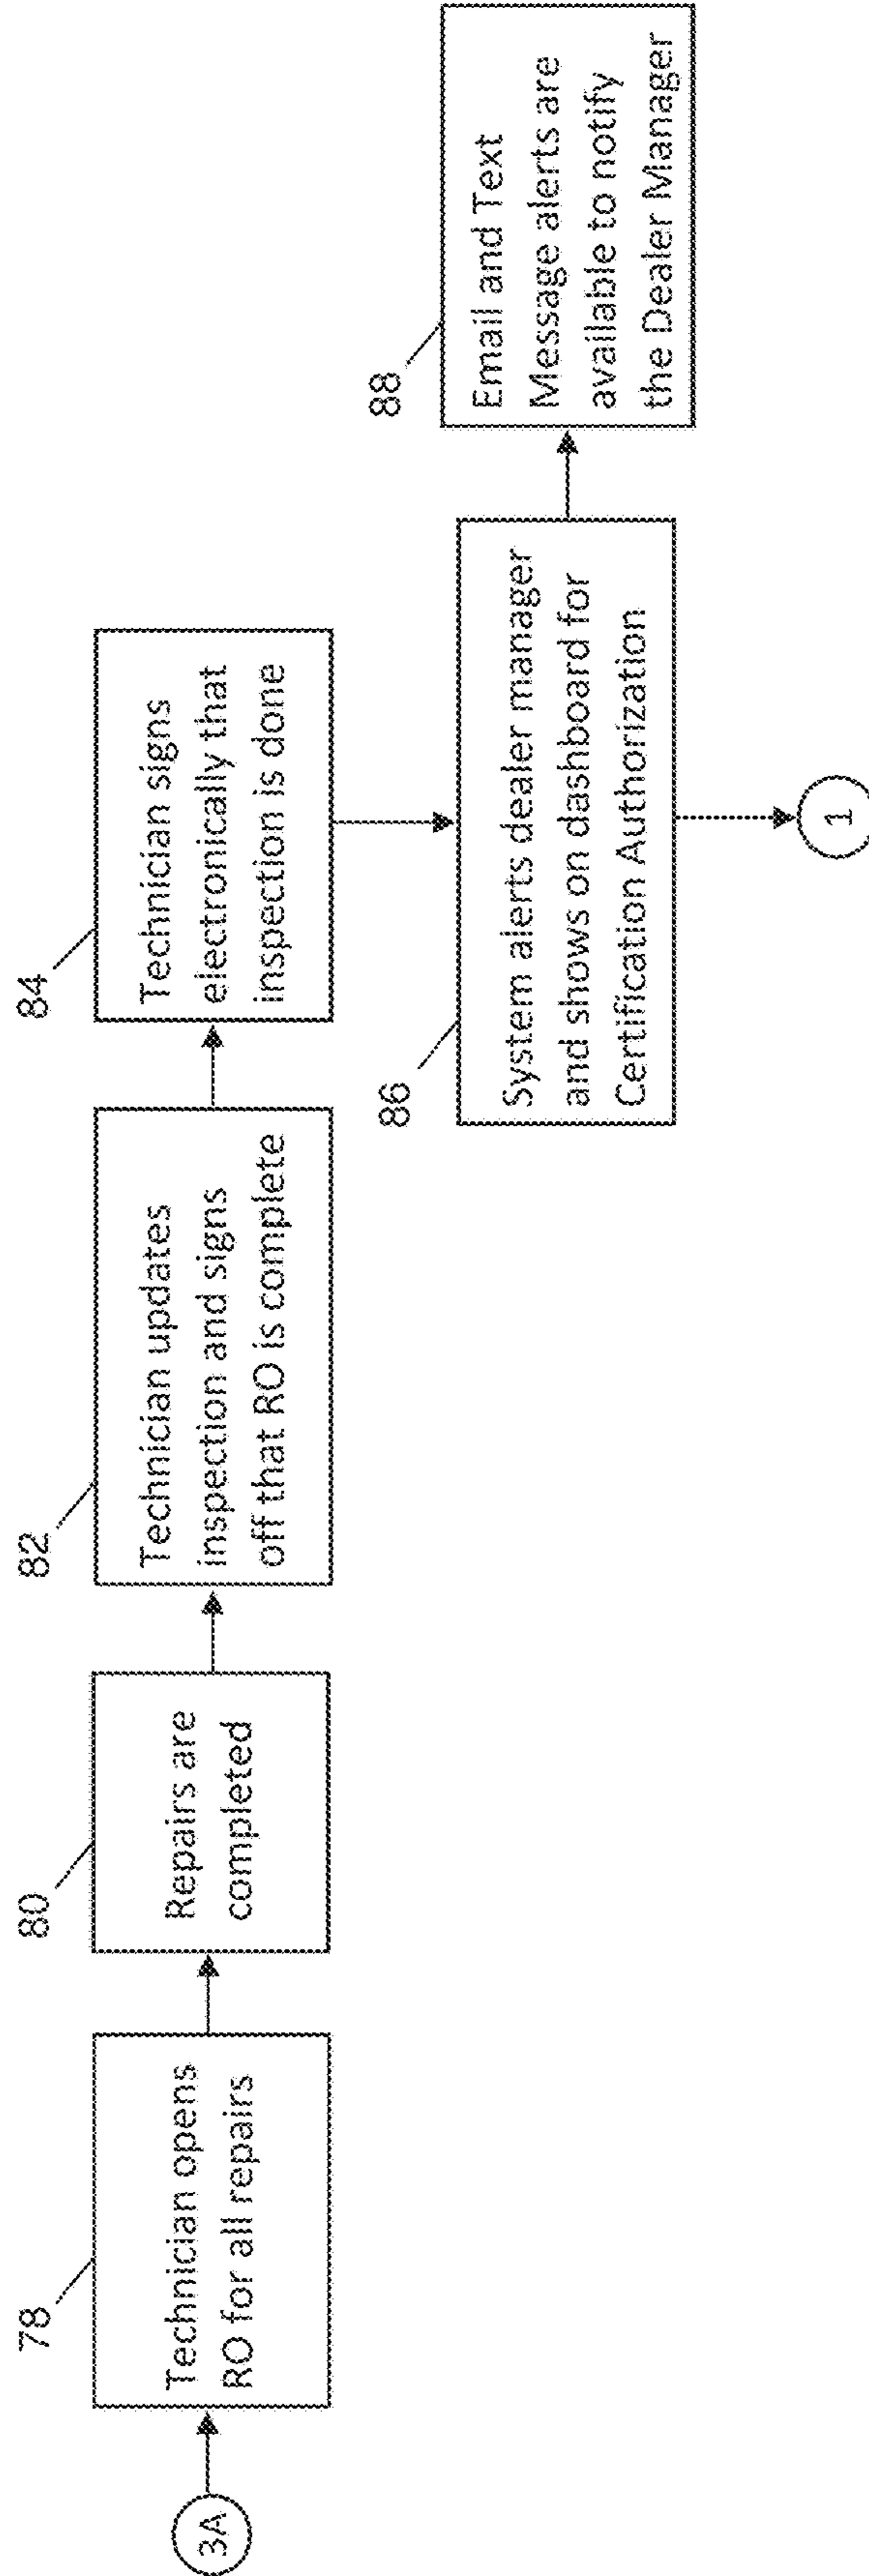 3A
78
Technician opens
RO for all repairs
80
Repairs are
completed
82
Technician updates
inspection and signs
off that RO is complete
84
Technician signs
electronically that
inspection is done
86
System alerts dealer manager
and shows on dashboard for
Certification Authorization
88
Email and Text
Message alerts are
available to notify
the Dealer Manager
1